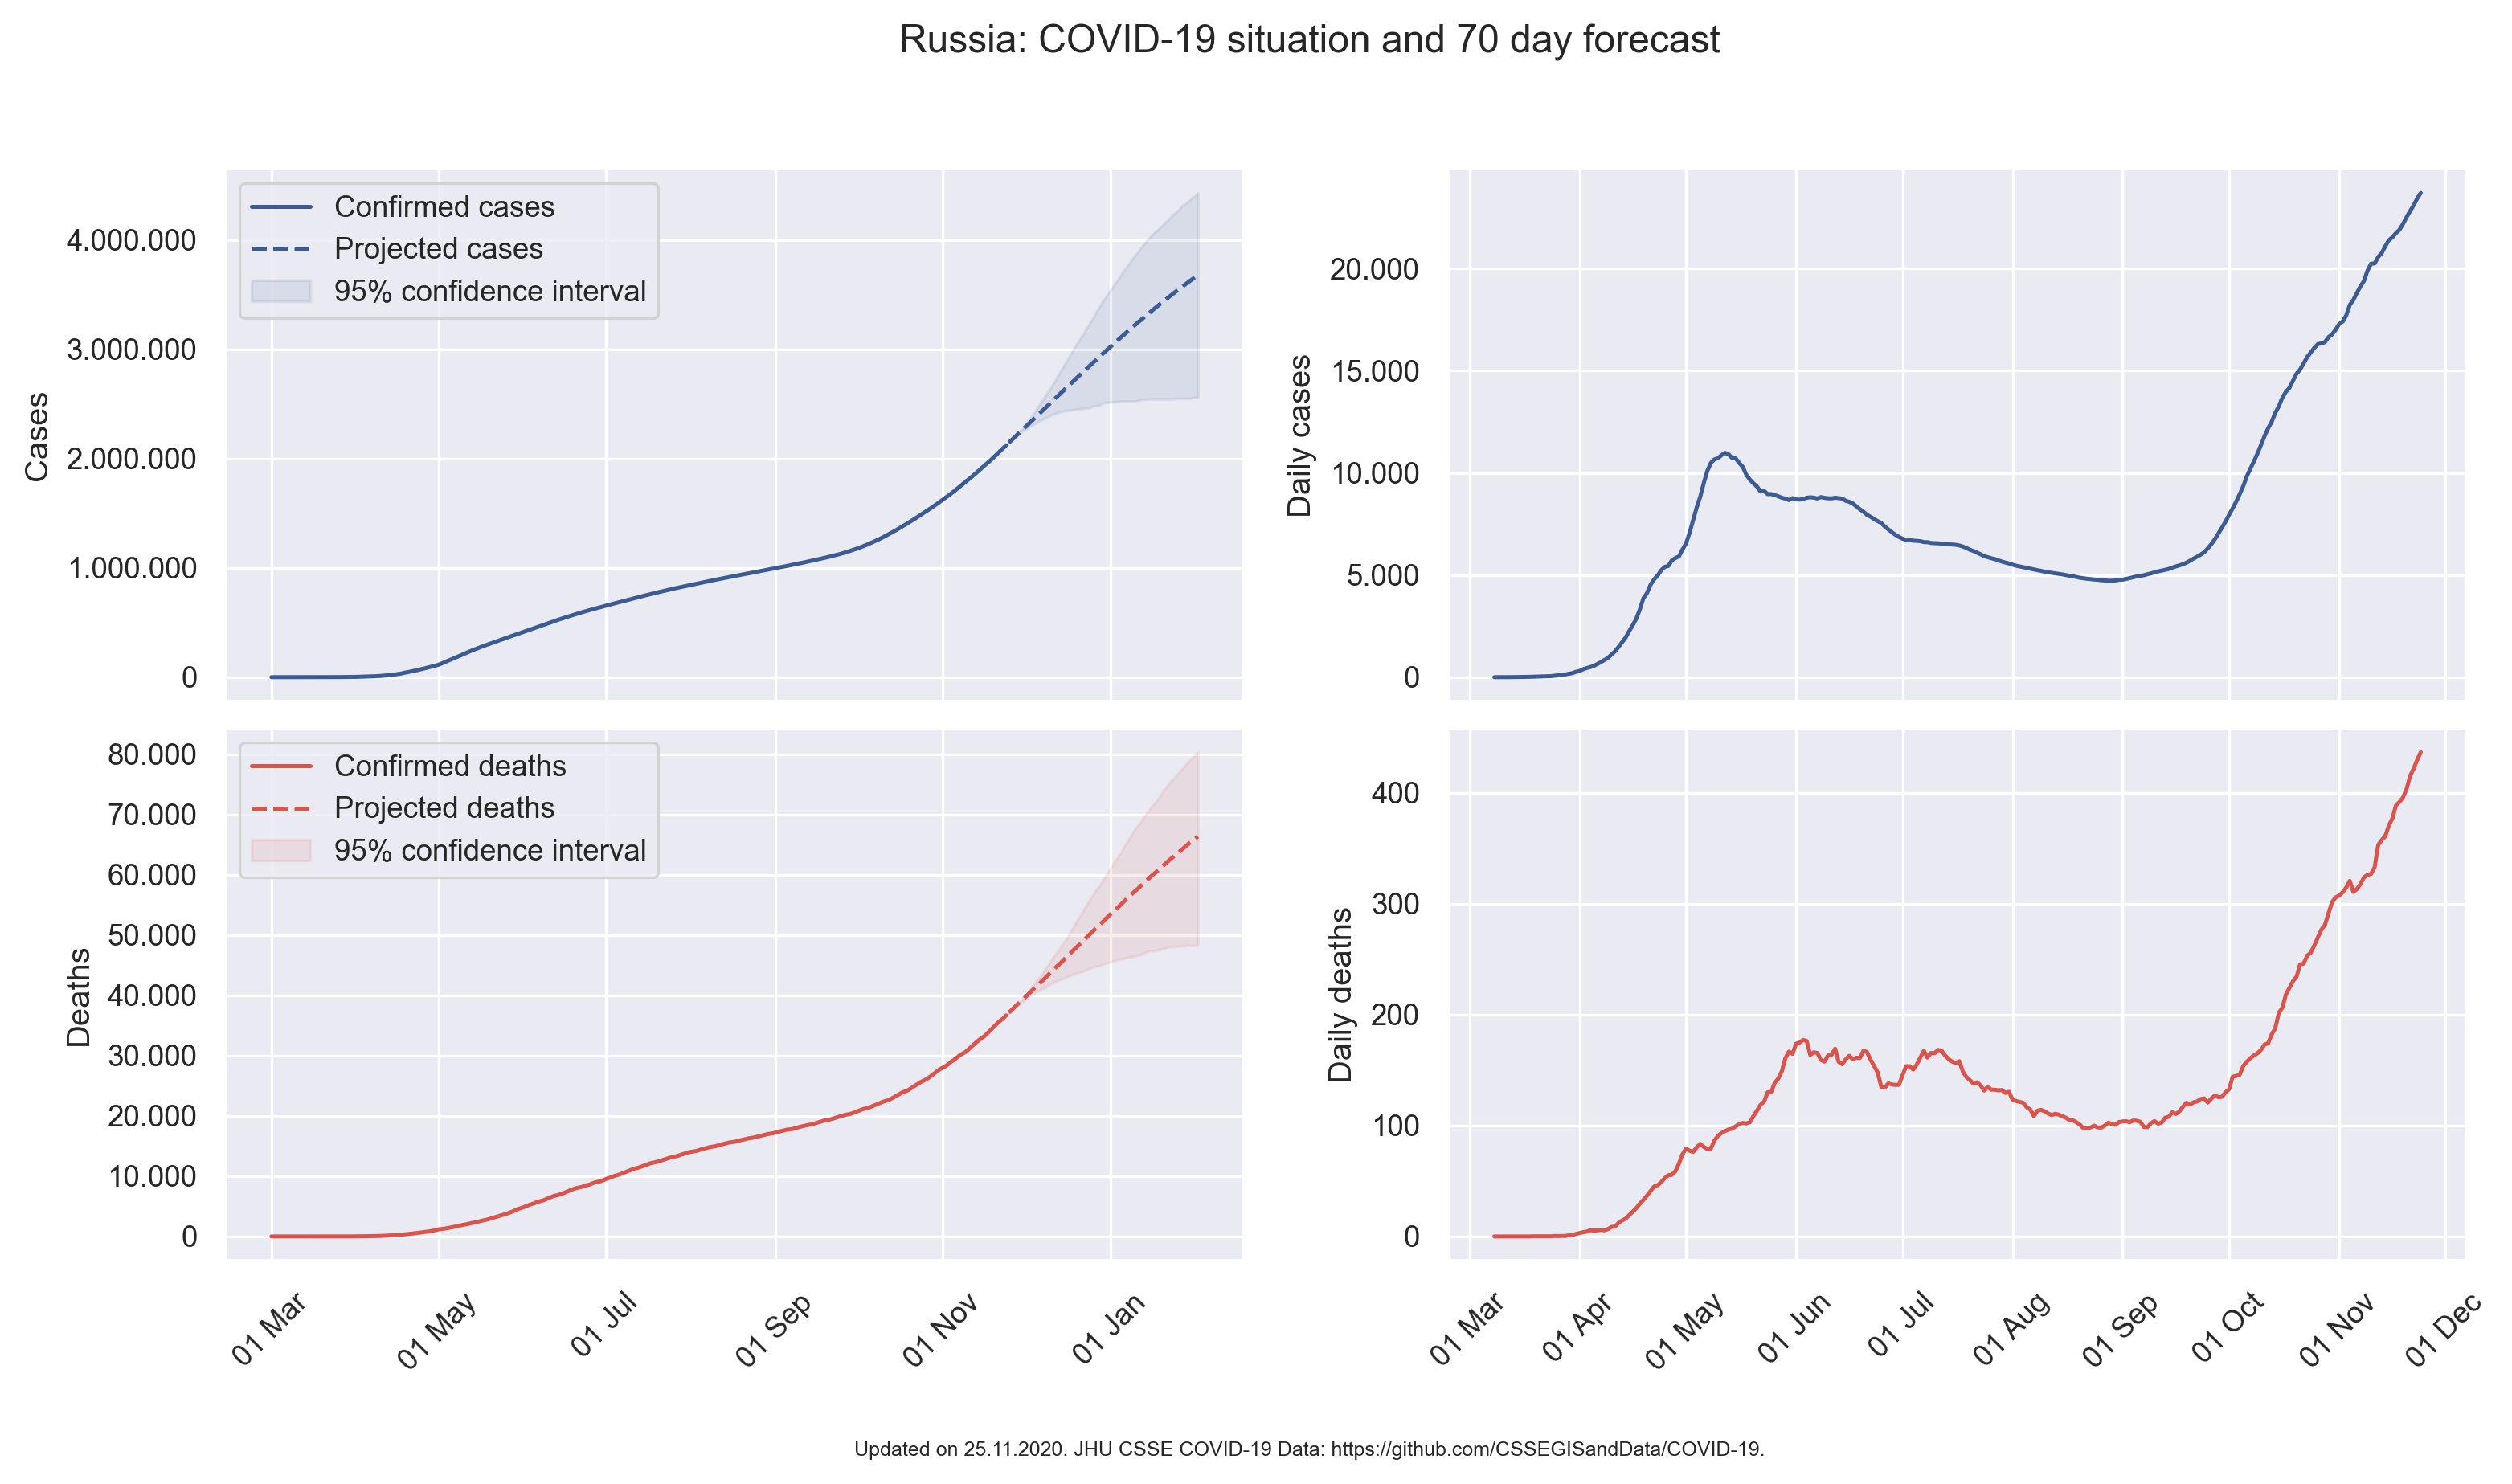 Russia: COVID-19 situation and 70 day forecast
Confirmed cases
Projected cases
95% confidence interval
Cases
4.000.000
3.000.000
2.000.000
1.000.000
0
Daily cases
20.000
15.000
10.000
5.000
0
Confirmed deaths
Projected deaths
95% confidence interval
Deaths
80.000
70.000
60.000
50.000
40.000
30.000
20.000
10.000
0
01 Mar
01 May
01 Jul
01 Sep
01 Nov
01 Jan
Daily deaths
400
300
200
100
0
01 Mar
01 Apr
01 May
01 Jun
01 Jul
01 Aug
01 Sep
01 Oct
01 Nov
01 Dec
Updated on 25.11.2020. JHU CSSE COVID-19 Data: https://github.com/CSSEGISandData/COVID-19.